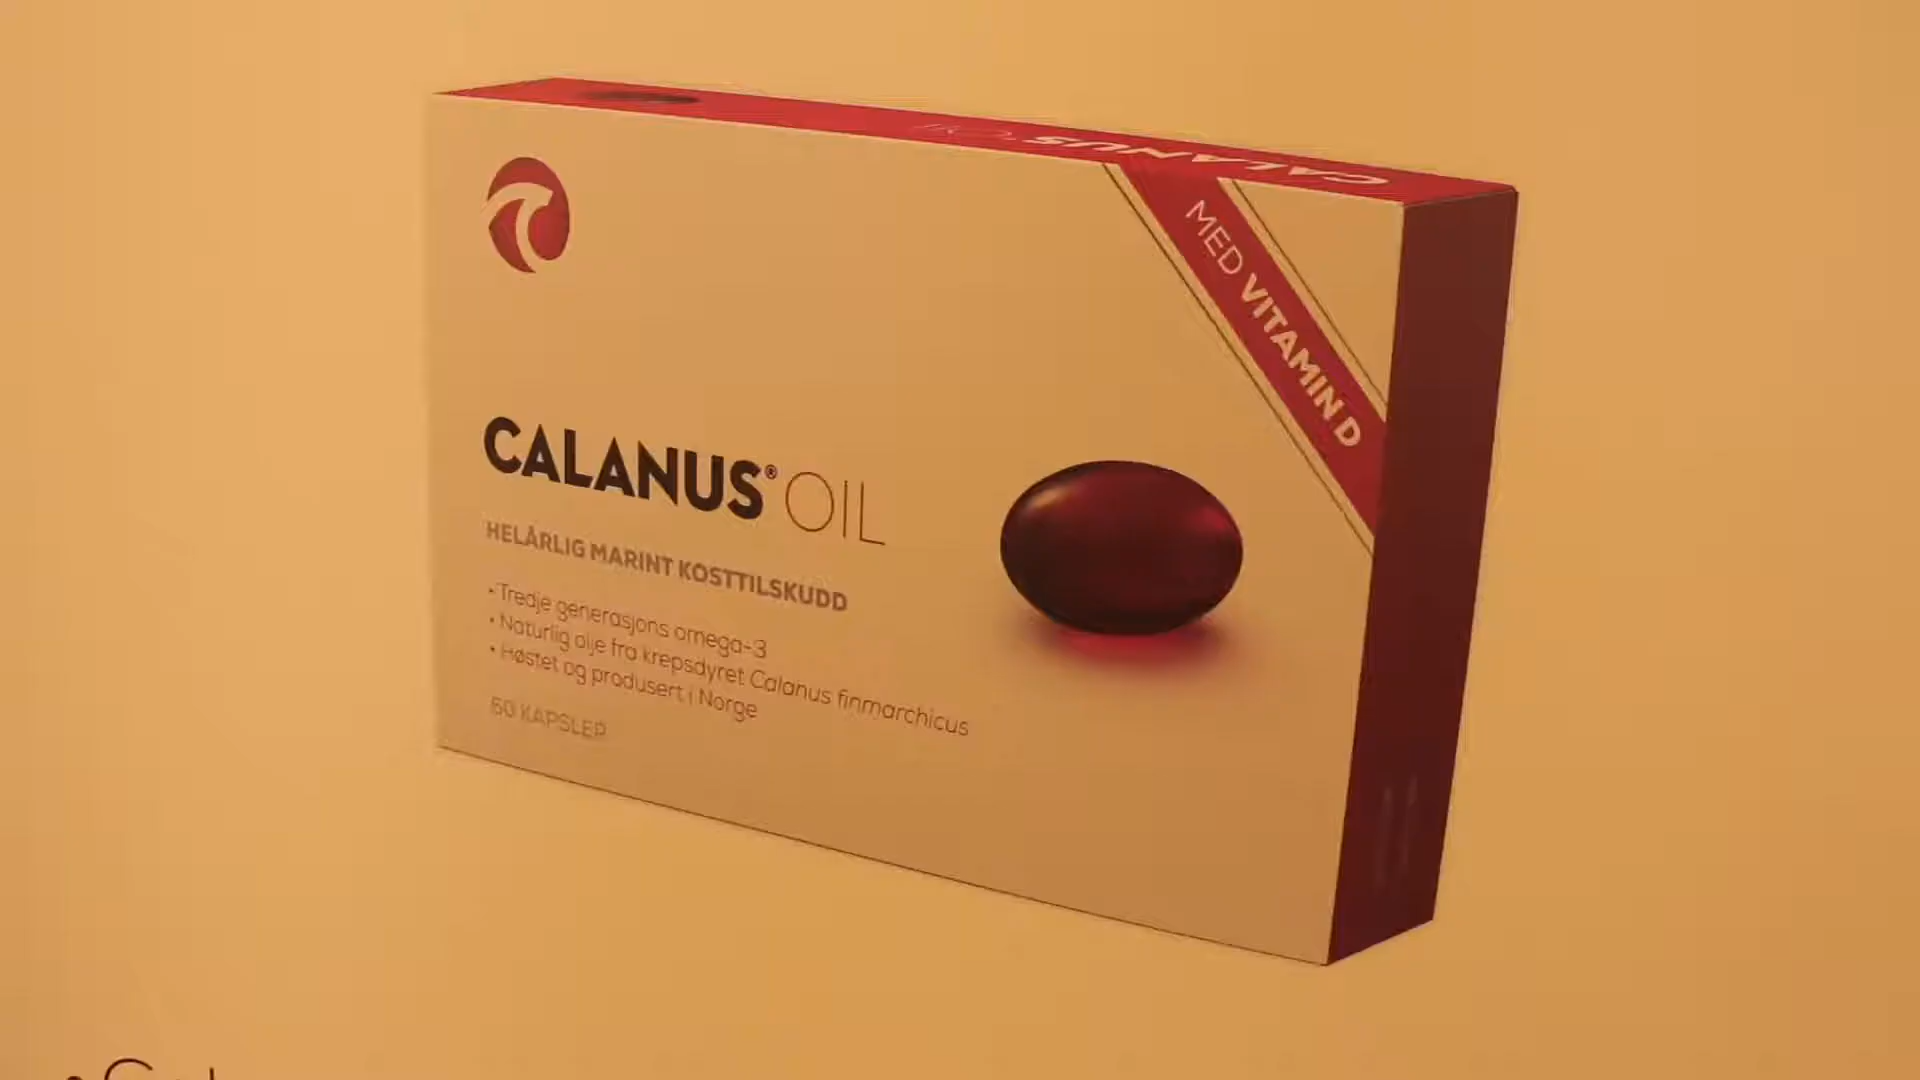 CALANUS OIL
MED VITAMIN D
CALANUS® OIL
HELÅRLIG MARINT KOSTTILSKUDD
• Tredje generasjons omega-3
• Naturlig olje fra krepsdyret Calanus finmarchicus
• Høstet og produsert i Norge
60 KAPSLER